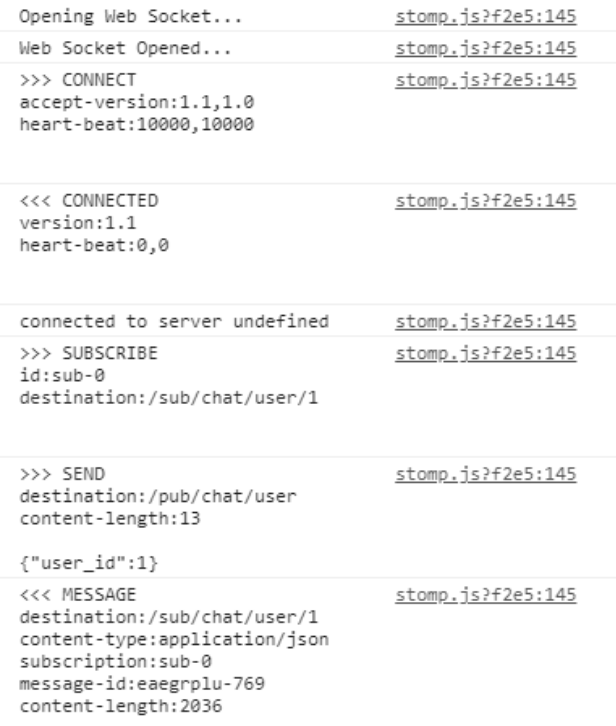 Opening Web Socket... stomp.js?f2e5:145
Web Socket Opened... stomp.js?f2e5:145
>>> CONNECT stomp.js?f2e5:145
accept-version:1.1,1.0
heart-beat:10000,10000
<<< CONNECTED stomp.js?f2e5:145
version:1.1
heart-beat:0,0
connected to server undefined stomp.js?f2e5:145
>>> SUBSCRIBE stomp.js?f2e5:145
id:sub-0
destination:/sub/chat/user/1
>>> SEND stomp.js?f2e5:145
destination:/pub/chat/user
content-length:13
{"user_id":1}
<<< MESSAGE stomp.js?f2e5:145
destination:/sub/chat/user/1
content-type:application/json
subscription:sub-0
message-id:eaegrplu-769
content-length:2036